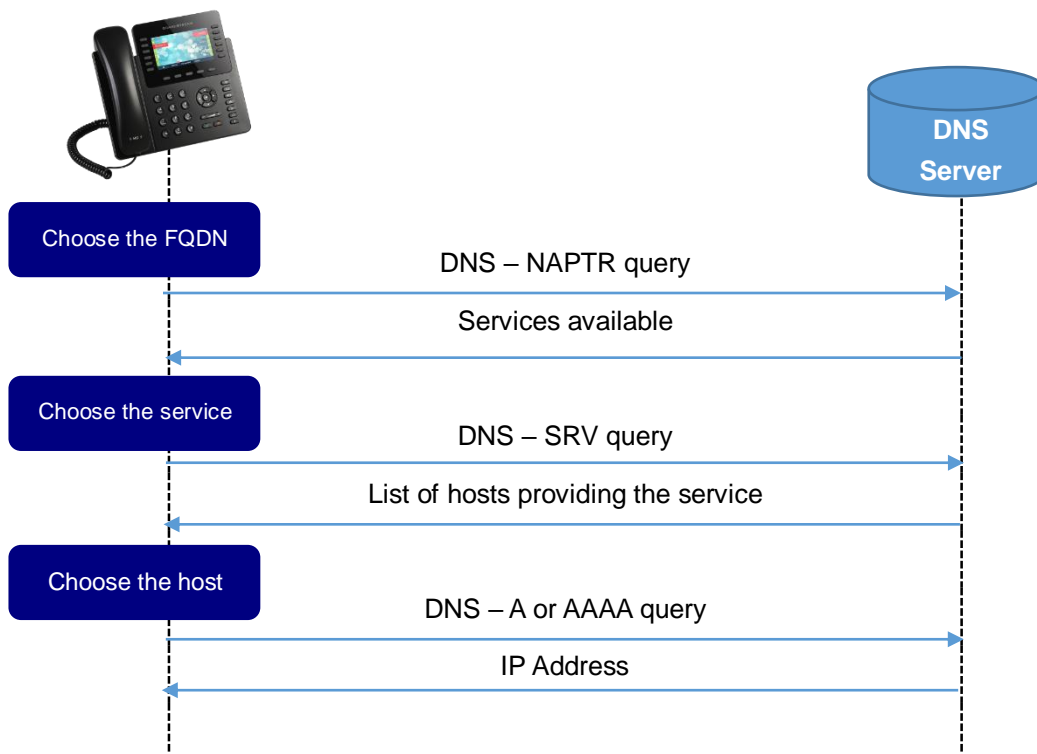 DNS
Server
Choose the FQDN
DNS – NAPTR query
Services available
Choose the service
DNS – SRV query
List of hosts providing the service
Choose the host
DNS – A or AAAA query
IP Address